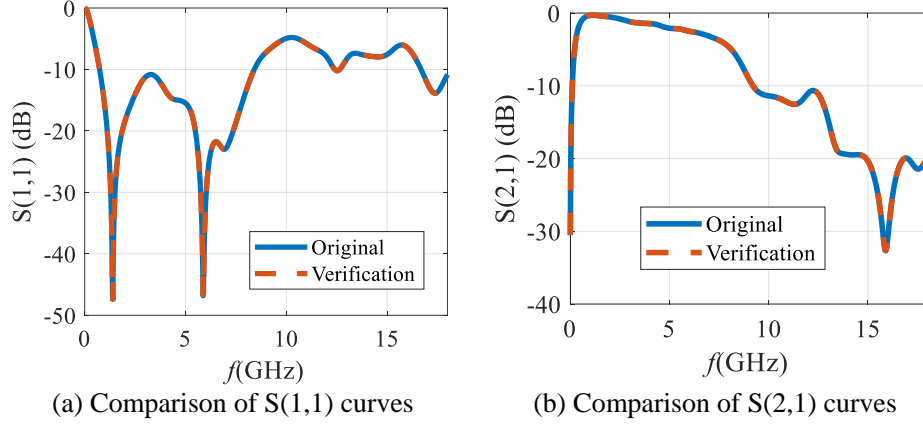 0
-10
-20
-30
-40
-50
S(1,1) (dB)
Original
Verification
0 5 10 15
f(GHz)
(a) Comparison of S(1,1) curves
0
-10
-20
-30
-40
S(2,1) (dB)
Original
Verification
0 5 10 15
f(GHz)
(b) Comparison of S(2,1) curves